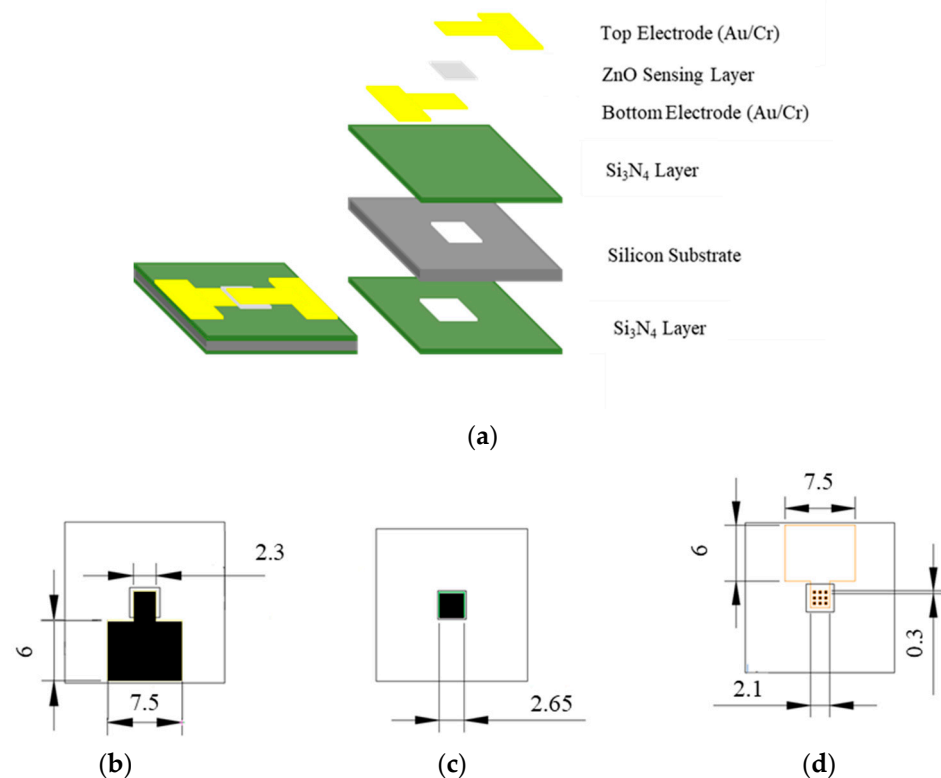 Top Electrode (Au/Cr)
ZnO Sensing Layer
Bottom Electrode (Au/Cr)
Si₃N₄ Layer
Silicon Substrate
Si₃N₄ Layer
(a)
2.3
6
7.5
(b)
2.65
(c)
7.5
6
0.3
2.1
(d)